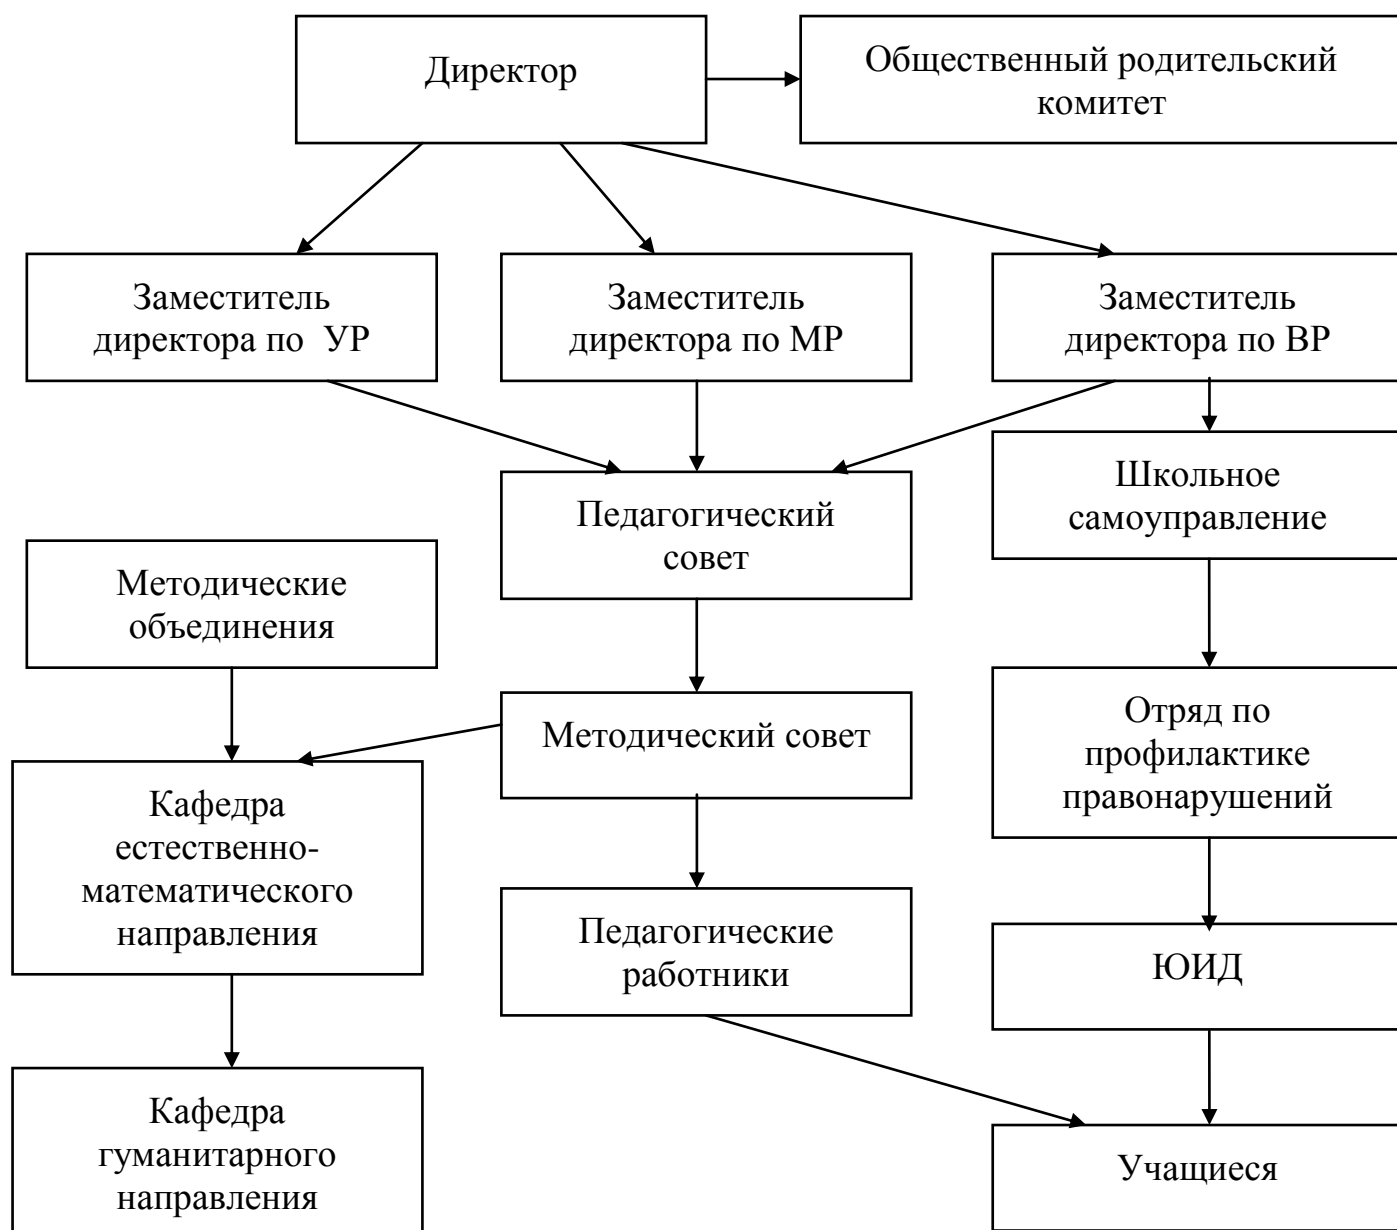 Директор
Общественный родительский
комитет
Заместитель
директора по  УР
Заместитель
директора по МР
Заместитель
директора по ВР
Школьное
самоуправление
Педагогический
совет
Методические
объединения
Отряд по
профилактике
правонарушений
Методический совет
Кафедра
естественно-
математического
направления
Педагогические
работники
ЮИД
Кафедра
гуманитарного
направления
Учащиеся